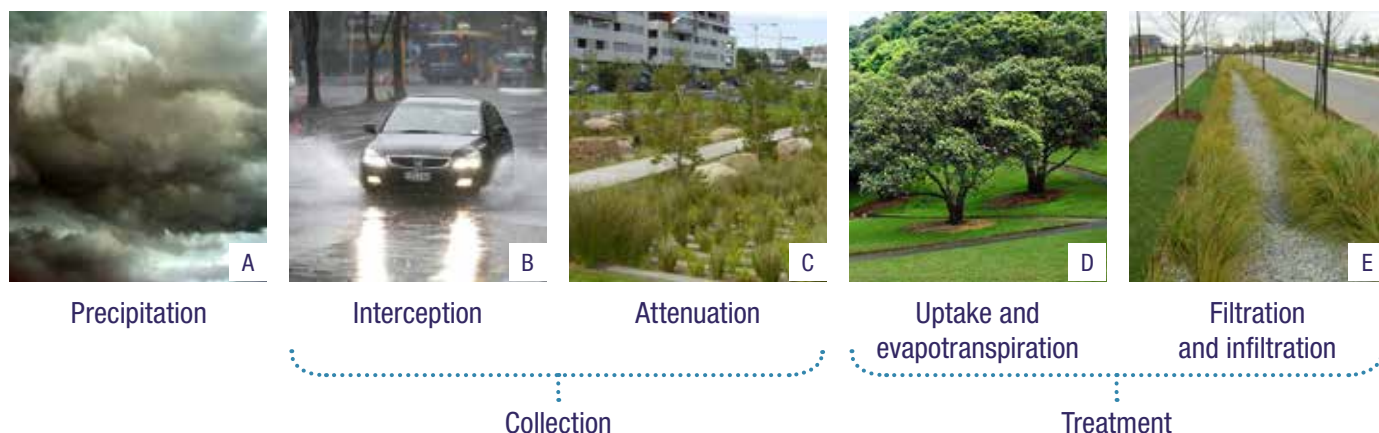 A
B
C
D
E
Precipitation
Interception
Attenuation
Uptake and
evapotranspiration
Filtration
and infiltration
Collection
Treatment